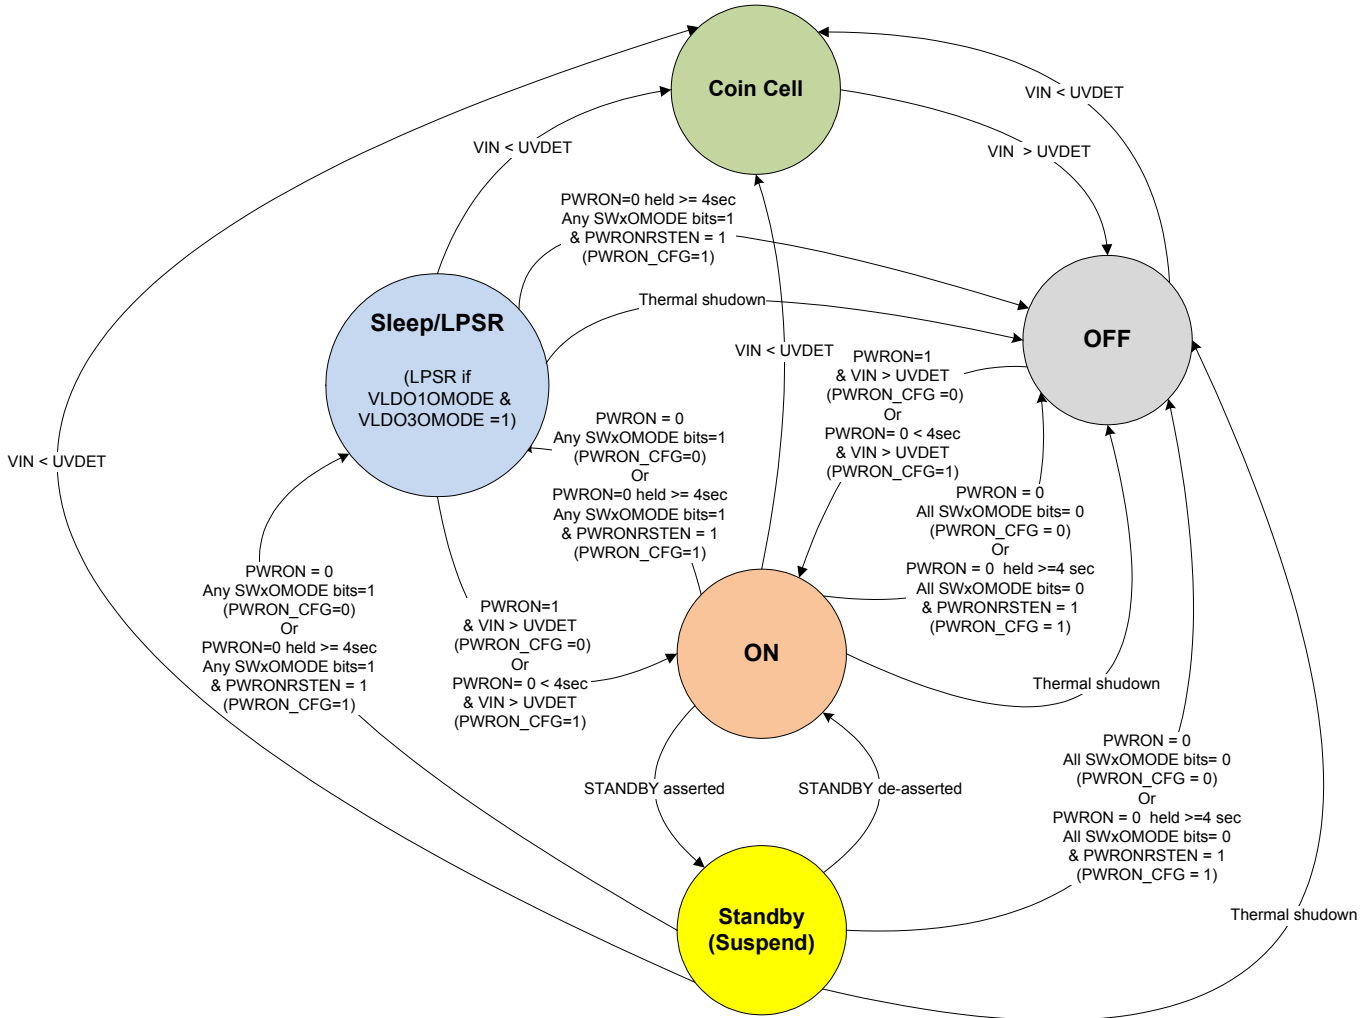 Coin Cell
VIN < UVDET
VIN < UVDET
VIN  > UVDET
PWRON=0 held >= 4sec
Any SWxOMODE bits=1
& PWRONRSTEN = 1
(PWRON_CFG=1)
Thermal shudown
Sleep/LPSR
(LPSR if
VLDO1OMODE &
VLDO3OMODE =1)
OFF
VIN < UVDET
PWRON=1
& VIN > UVDET
(PWRON_CFG =0)
Or
PWRON= 0 < 4sec
& VIN > UVDET
(PWRON_CFG=1)
PWRON = 0
Any SWxOMODE bits=1
(PWRON_CFG=0)
Or
PWRON=0 held >= 4sec
Any SWxOMODE bits=1
& PWRONRSTEN = 1
(PWRON_CFG=1)
VIN < UVDET
PWRON = 0
All SWxOMODE bits= 0
(PWRON_CFG = 0)
Or
PWRON = 0  held >=4 sec
All SWxOMODE bits= 0
& PWRONRSTEN = 1
(PWRON_CFG = 1)
PWRON = 0
Any SWxOMODE bits=1
(PWRON_CFG=0)
Or
PWRON=0 held >= 4sec
Any SWxOMODE bits=1
& PWRONRSTEN = 1
(PWRON_CFG=1)
PWRON=1
& VIN > UVDET
(PWRON_CFG =0)
Or
PWRON= 0 < 4sec
& VIN > UVDET
(PWRON_CFG=1)
ON
Thermal shudown
STANDBY asserted
STANDBY de-asserted
PWRON = 0
All SWxOMODE bits= 0
(PWRON_CFG = 0)
Or
PWRON = 0  held >=4 sec
All SWxOMODE bits= 0
& PWRONRSTEN = 1
(PWRON_CFG = 1)
Standby
(Suspend)
Thermal shudown